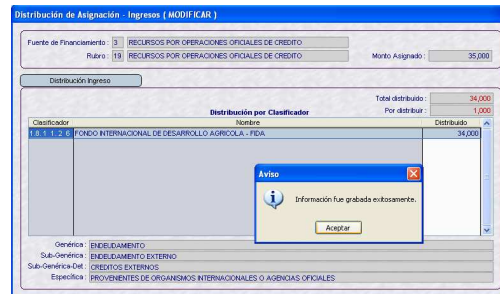 Distribución de Asignación - Ingresos ( MODIFICAR )
Fuente de Financiamiento : 3 RECURSOS POR OPERACIONES OFICIALES DE CREDITO
Rubro : 19 RECURSOS POR OPERACIONES OFICIALES DE CREDITO Monto Asignado : 35,000
Distribución Ingreso
Total distribuido : 34,000
Distribución por Clasificador Por distribuir : 1,000
Clasificador Nombre Distribuido
1.8. 1 1. 2 6 FONDO INTERNACIONAL DE DESARROLLO AGRICOLA - FIDA 34,000
Aviso
Información fue grabada exitosamente.
Aceptar
Genérica : ENDEUDAMIENTO
Sub-Genérica : ENDEUDAMIENTO EXTERNO
Sub-Genérica-Det : CREDITOS EXTERNOS
Específica : PROVENIENTES DE ORGANISMOS INTERNACIONALES O AGENCIAS OFICIALES